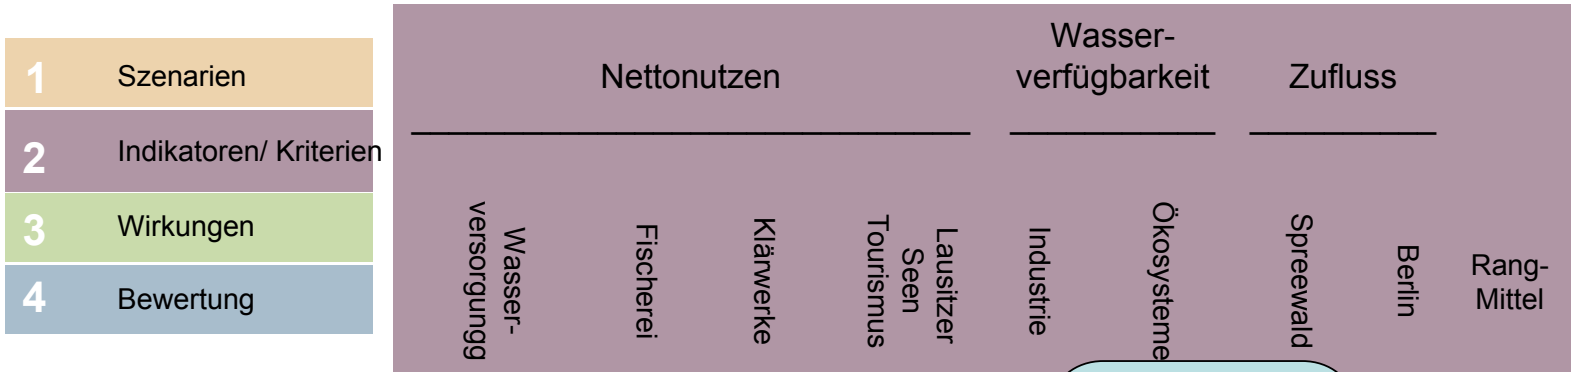 1 Szenarien
2 Indikatoren/ Kriterien
3 Wirkungen
4 Bewertung
Nettonutzen
Wasser-
verfügbarkeit
Zufluss
Wasser-
versorgungg
Fischerei
Klärwerke
Lausitzer
Seen
Tourismus
Industrie
Ökosysteme
Spreewald
Berlin
Rang-
Mittel